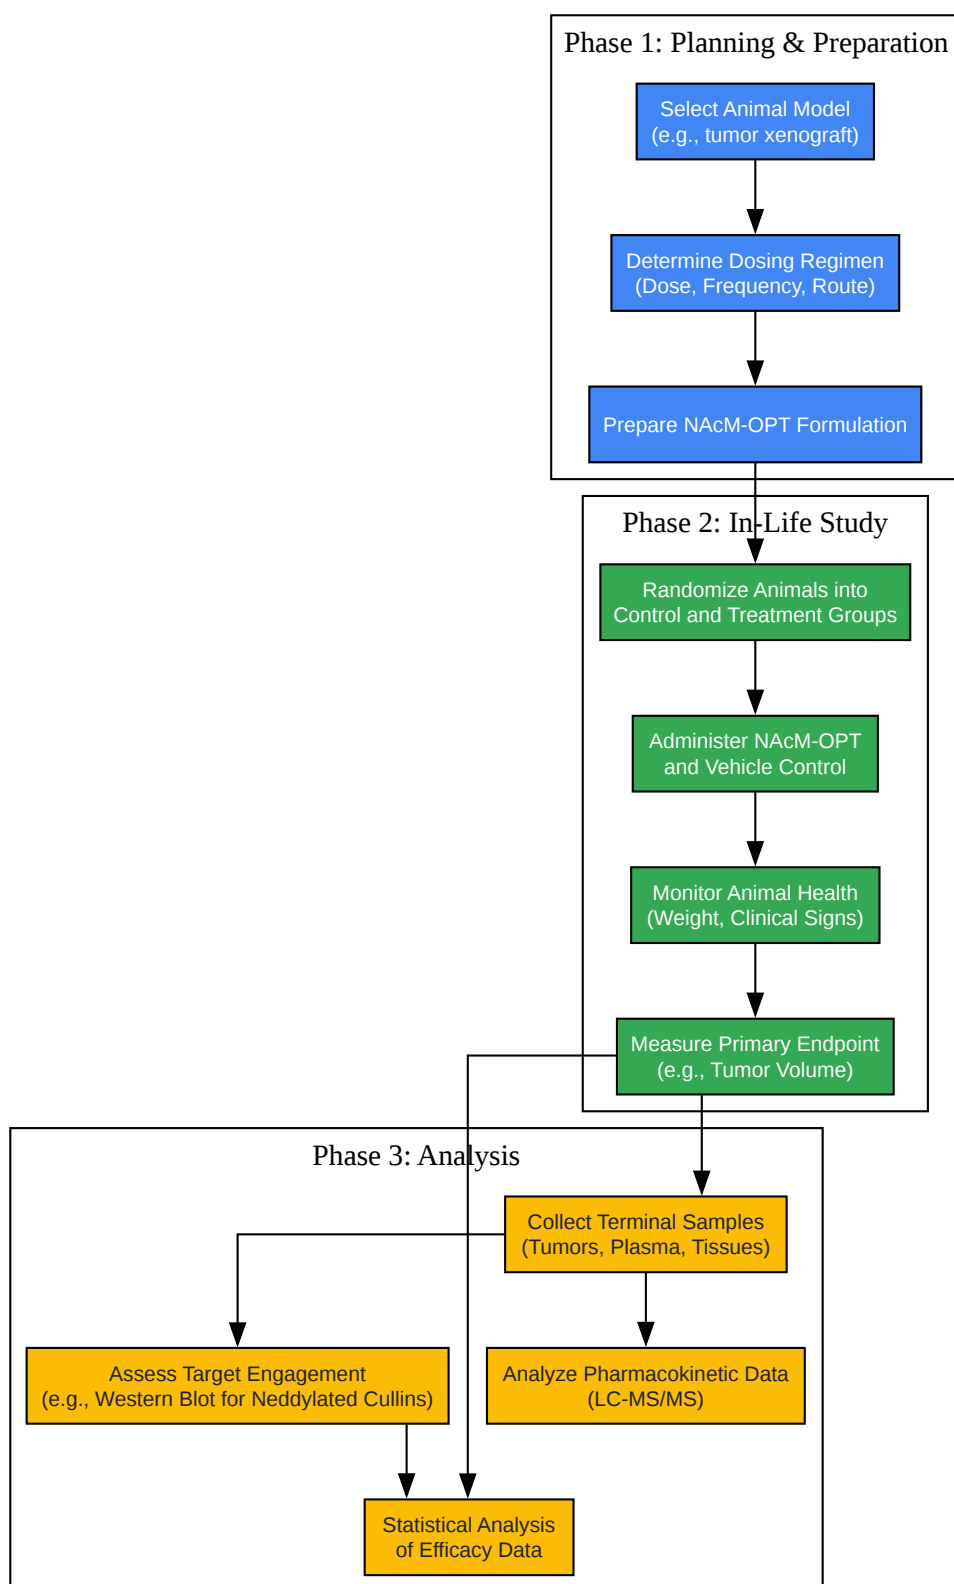 Phase 1: Planning & Preparation
Select Animal Model
(e.g., tumor xenograft)
Determine Dosing Regimen
(Dose, Frequency, Route)
Prepare NAcM-OPT Formulation
Phase 2: In-Life Study
Randomize Animals into
Control and Treatment Groups
Administer NAcM-OPT
and Vehicle Control
Monitor Animal Health
(Weight, Clinical Signs)
Measure Primary Endpoint
(e.g., Tumor Volume)
Phase 3: Analysis
Collect Terminal Samples
(Tumors, Plasma, Tissues)
Assess Target Engagement
(e.g., Western Blot for Neddylated Cullins)
Analyze Pharmacokinetic Data
(LC-MS/MS)
Statistical Analysis
of Efficacy Data